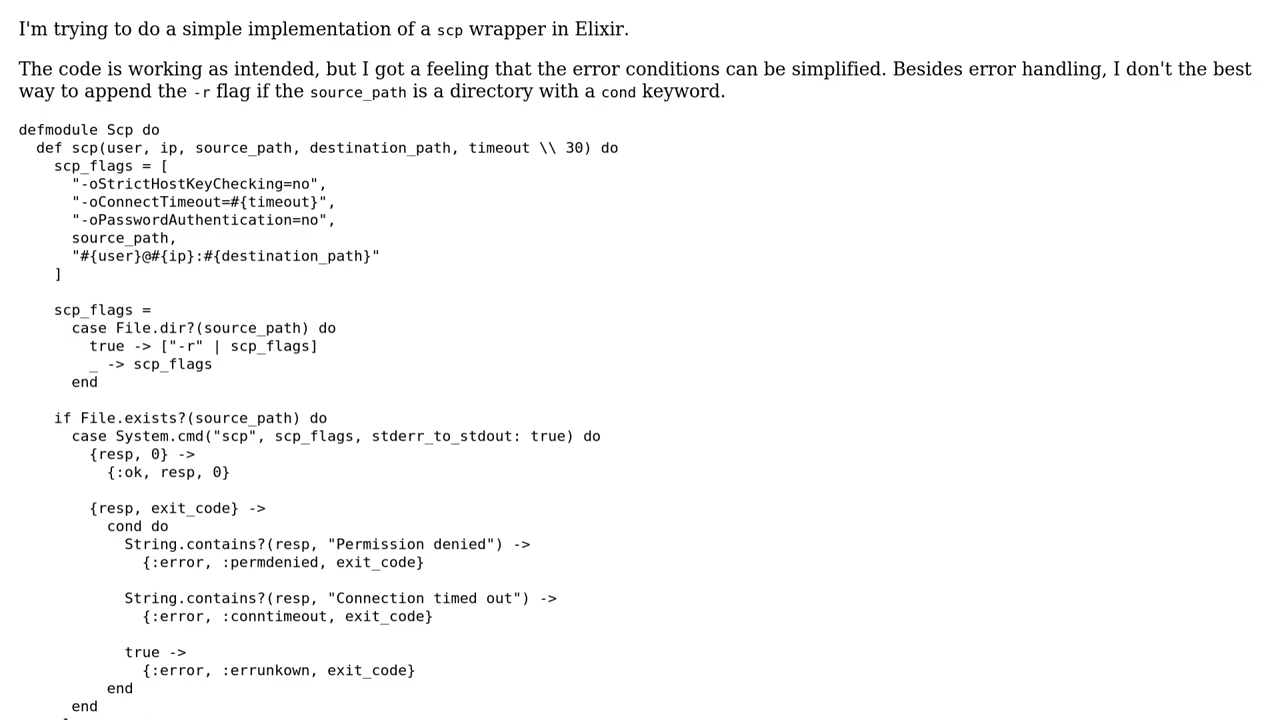 I'm trying to do a simple implementation of a scp wrapper in Elixir.
The code is working as intended, but I got a feeling that the error conditions can be simplified. Besides error handling, I don't the best
way to append the -r flag if the source_path is a directory with a cond keyword.
defmodule Scp do
  def scp(user, ip, source_path, destination_path, timeout \\ 30) do
    scp_flags = [
      "-oStrictHostKeyChecking=no",
      "-oConnectTimeout=#{timeout}",
      "-oPasswordAuthentication=no",
      source_path,
      "#{user}@#{ip}:#{destination_path}"
    ]

    scp_flags =
      case File.dir?(source_path) do
        true -> ["-r" | scp_flags]
        _ -> scp_flags
      end

    if File.exists?(source_path) do
      case System.cmd("scp", scp_flags, stderr_to_stdout: true) do
        {resp, 0} ->
          {:ok, resp, 0}

        {resp, exit_code} ->
          cond do
            String.contains?(resp, "Permission denied") ->
              {:error, :permdenied, exit_code}

            String.contains?(resp, "Connection timed out") ->
              {:error, :conntimeout, exit_code}

            true ->
              {:error, :errunkown, exit_code}
          end
      end